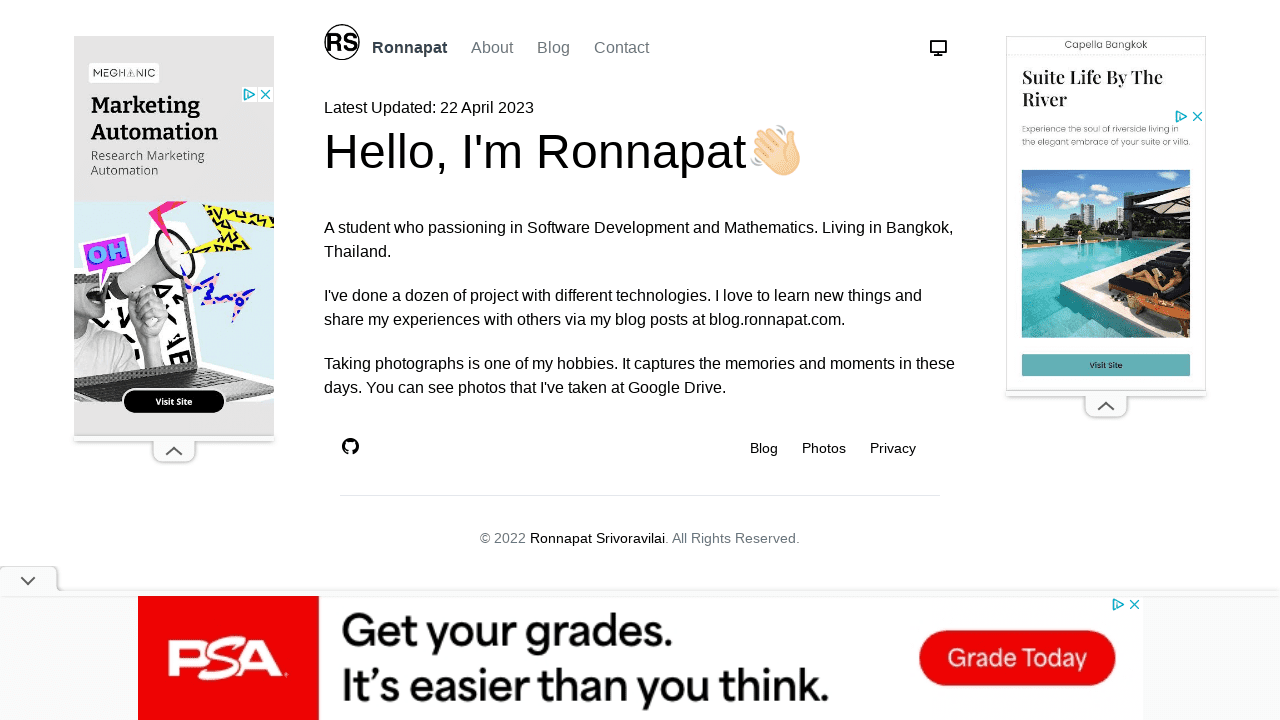 RS
Ronnapat
About
Blog
Contact
Latest Updated: 22 April 2023
Hello, I'm Ronnapat👋🏻
A student who passioning in Software Development and Mathematics. Living in Bangkok,
Thailand.
I've done a dozen of project with different technologies. I love to learn new things and
share my experiences with others via my blog posts at blog.ronnapat.com.
Taking photographs is one of my hobbies. It captures the memories and moments in these
days. You can see photos that I've taken at Google Drive.
Blog
Photos
Privacy
© 2022 Ronnapat Srivoravilai. All Rights Reserved.
MEGHANIC
Marketing
Automation
Research Marketing
Automation
OH
Visit Site
Capella Bangkok
Suite Life By The
River
Experience the soul of riverside living in
the elegant embrace of your suite or villa.
Visit Site
PSA
Get your grades.
It's easier than you think.
Grade Today